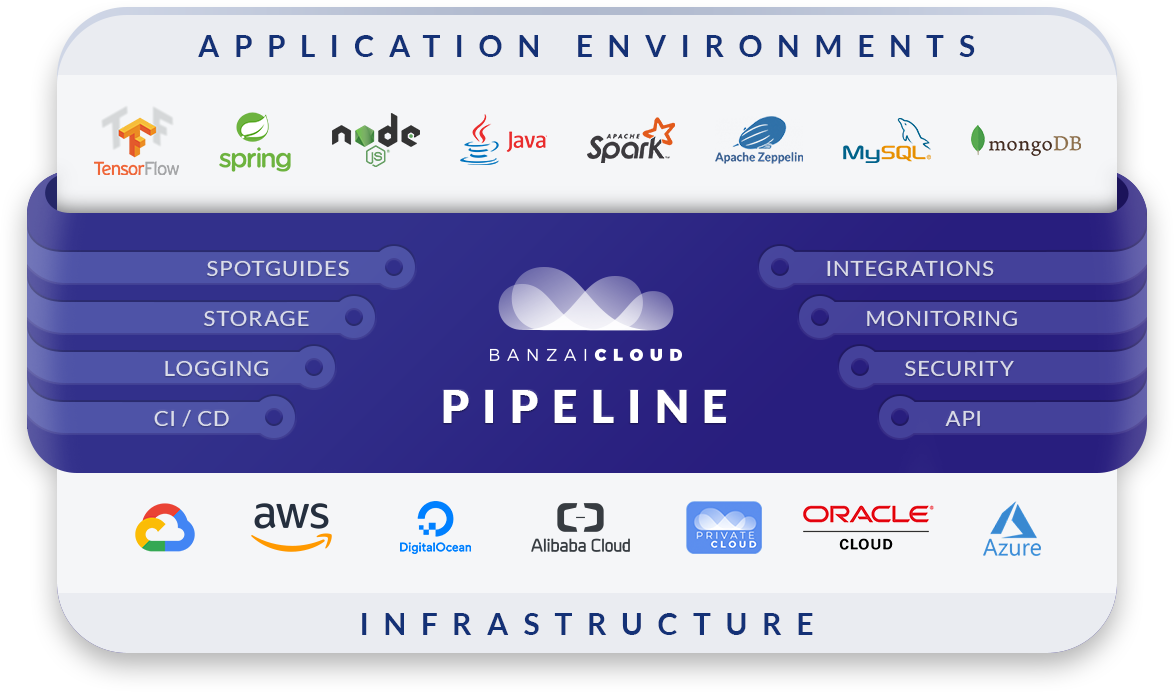 APPLICATION ENVIRONMENTS
TensorFlow
spring
node
JS
Java
APACHE
Spark™
Apache Zeppelin
MySQL®
mongoDB
SPOTGUIDES
STORAGE
LOGGING
CI / CD
BANZAICLOUD
PIPELINE
INTEGRATIONS
MONITORING
SECURITY
API
aws
DigitalOcean
Alibaba Cloud
PRIVATE
CLOUD
ORACLE®
CLOUD
Azure
INFRASTRUCTURE